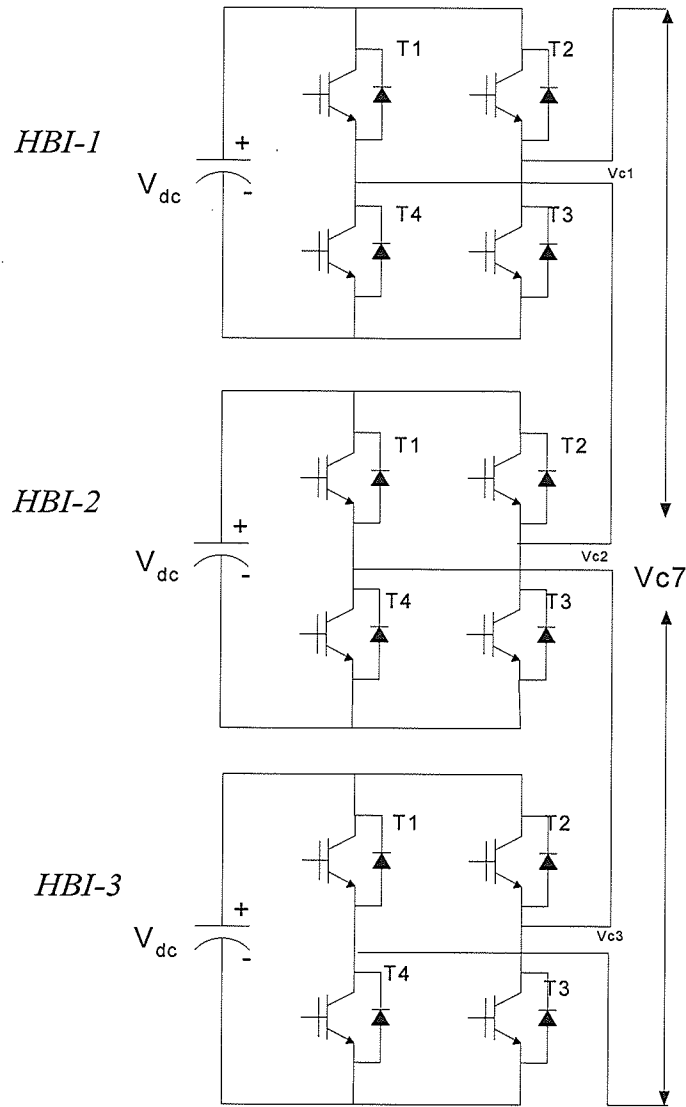 T1 T2
HBI-1
+
Vdc
-
Vc1
T4 T3
T1 T2
HBI-2
+
Vdc
-
Vc2
Vc7
T4 T3
T1 T2
HBI-3
+
Vdc
-
Vc3
T4 T3